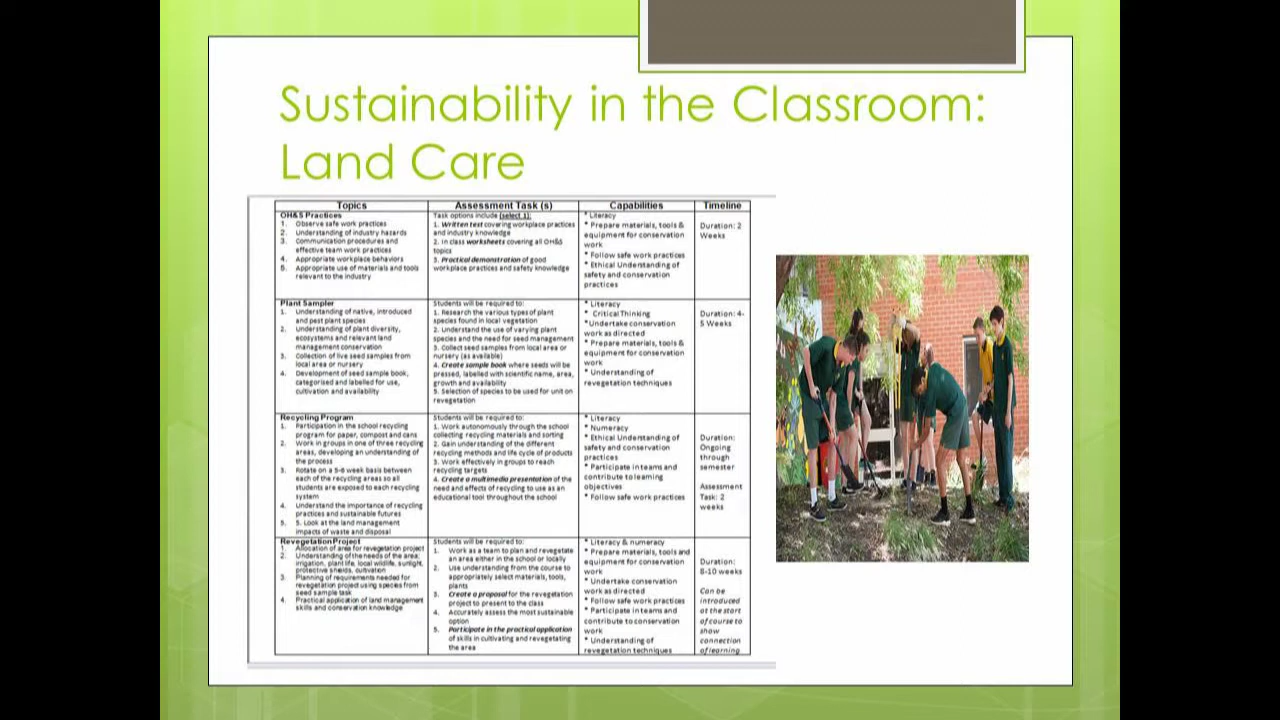 Sustainability in the Classroom:
Land Care
Topics
Assessment Task (s)
Capabilities
Timeline
OH&S Practices
1. Observe safe work practices
2. Understanding of industry hazards
3. Communication procedures and
effective team work practices
4. Appropriate workplace behaviors
5. Appropriate use of materials and tools
relevant to the industry
Task options include (select 1):
1. Written test covering workplace practices
and industry knowledge
2. In class worksheets covering all OH&S
topics
3. Practical demonstration of good
workplace practices and safety knowledge
* Literacy
* Prepare materials, tools &
equipment for conservation
work
* Follow safe work practices
* Ethical Understanding of
safety and conservation
practices
Duration: 2
Weeks
Plant Sampler
1. Understanding of native, introduced
and pest plant species
2. Understanding of plant diversity,
ecosystems and relevant land
management conservation
3. Collection of live seed samples from
local area or nursery
4. Development of seed sample book,
categorised and labelled for use,
cultivation and availability
Students will be required to:
1. Research the various types of plant
species found in local vegetation
2. Understand the use of varying plant
species and the need for seed management
3. Collect seed samples from local area or
nursery (as available)
4. Create sample book where seeds will be
pressed, labelled with scientific name, area,
growth and availability
5. Selection of species to be used for unit on
revegetation
* Literacy
* Critical Thinking
*Undertake conservation
work as directed
* Prepare materials, tools &
equipment for conservation
work
* Understanding of
revegetation techniques
Duration: 4-
5 Weeks
Recycling Program
1. Participation in the school recycling
program for paper, compost and cans
2. Work in groups in one of three recycling
areas, developing an understanding of
the process
3. Rotate on a 5-6 week basis between
each of the recycling areas so all
students are exposed to each recycling
system
4. Understand the importance of recycling
practices and sustainable futures
5. 5. Look at the land management
impacts of waste and disposal
Students will be required to:
1. Work autonomously through the school
collecting recycling materials and sorting
2. Gain understanding of the different
recycling methods and life cycle of products
3. Work effectively in groups to reach
recycling targets
4. Create a multimedia presentation of the
need and effects of recycling to use as an
educational tool throughout the school
* Literacy
* Numeracy
* Ethical Understanding of
safety and conservation
practices
* Participate in teams and
contribute to learning
objectives
* Follow safe work practices
Duration:
Ongoing
through
semester
Assessment
Task: 2
weeks
Revegetation Project
1. Allocation of area for revegetation project
2. Understanding of the needs of the area;
irrigation, plant life, local wildlife, sunlight,
protective shields, cultivation
3. Planning of requirements needed for
revegetation project using species from
seed sample task
4. Practical application of land management
skills and conservation knowledge
Students will be required to:
1. Work as a team to plan and revegetate
an area either in the school or locally
2. Use understanding from the course to
appropriately select materials, tools,
plants
3. Create a proposal for the revegetation
project to present to the class
4. Accurately assess the most sustainable
option
5. Participate in the practical application
of skills in cultivating and revegetating
the area
* Literacy & numeracy
* Prepare materials, tools and
equipment for conservation
work
* Undertake conservation
work as directed
* Follow safe work practices
* Participate in teams and
contribute to conservation
work
* Understanding of
revegetation techniques
Duration:
8-10 weeks
Can be
introduced
at the start
of course to
show
connection
of learning